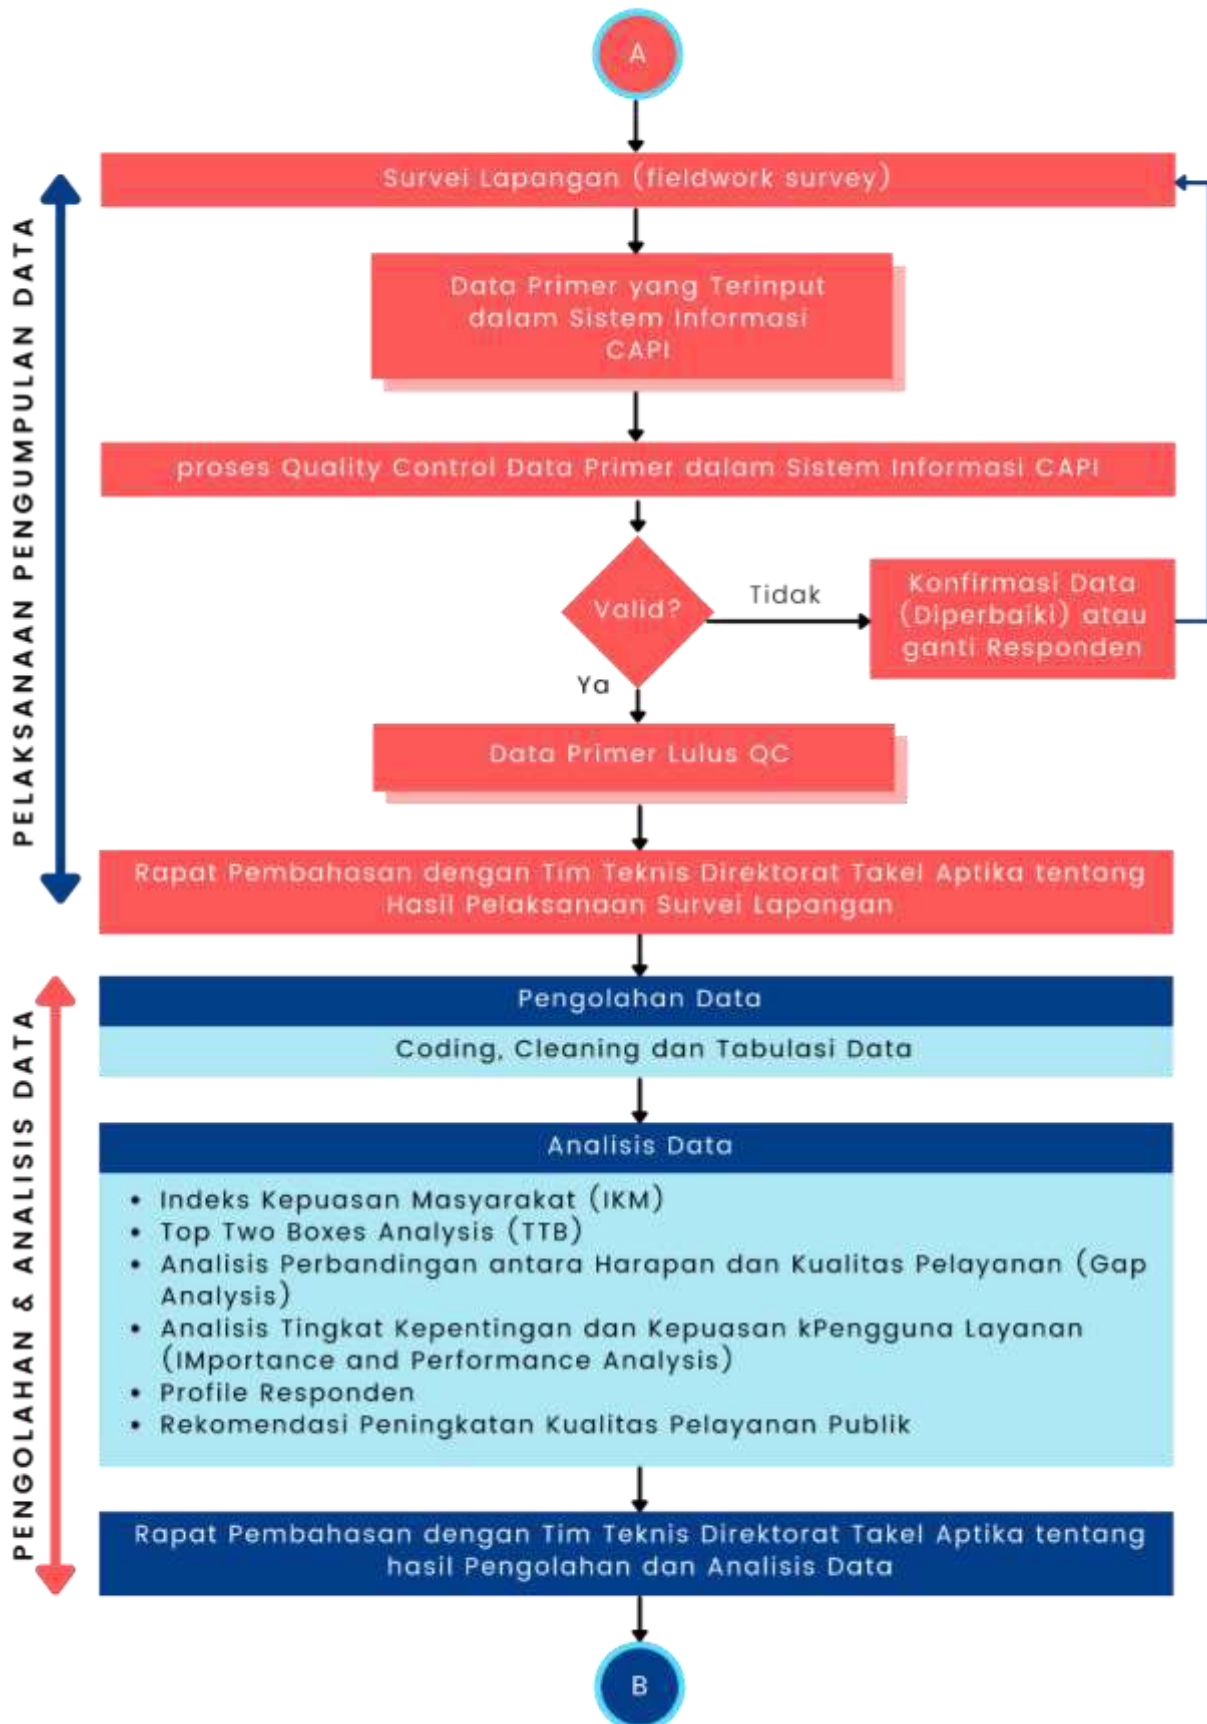 A
PELAKSANAAN PENGUMPULAN DATA
Survei Lapangan (fieldwork survey)
Data Primer yang Terinput
dalam Sistem Informasi
CAPI
proses Quality Control Data Primer dalam Sistem Informasi CAPI
Valid?
Tidak
Konfirmasi Data
(Diperbaiki) atau
ganti Responden
Ya
Data Primer Lulus QC
Rapat Pembahasan dengan Tim Teknis Direktorat Takel Aptika tentang
Hasil Pelaksanaan Survei Lapangan
PENGOLAHAN & ANALISIS DATA
Pengolahan Data
Coding, Cleaning dan Tabulasi Data
Analisis Data
• Indeks Kepuasan Masyarakat (IKM)
• Top Two Boxes Analysis (TTB)
• Analisis Perbandingan antara Harapan dan Kualitas Pelayanan (Gap
Analysis)
• Analisis Tingkat Kepentingan dan Kepuasan kPengguna Layanan
(IMportance and Performance Analysis)
• Profile Responden
• Rekomendasi Peningkatan Kualitas Pelayanan Publik
Rapat Pembahasan dengan Tim Teknis Direktorat Takel Aptika tentang
hasil Pengolahan dan Analisis Data
B